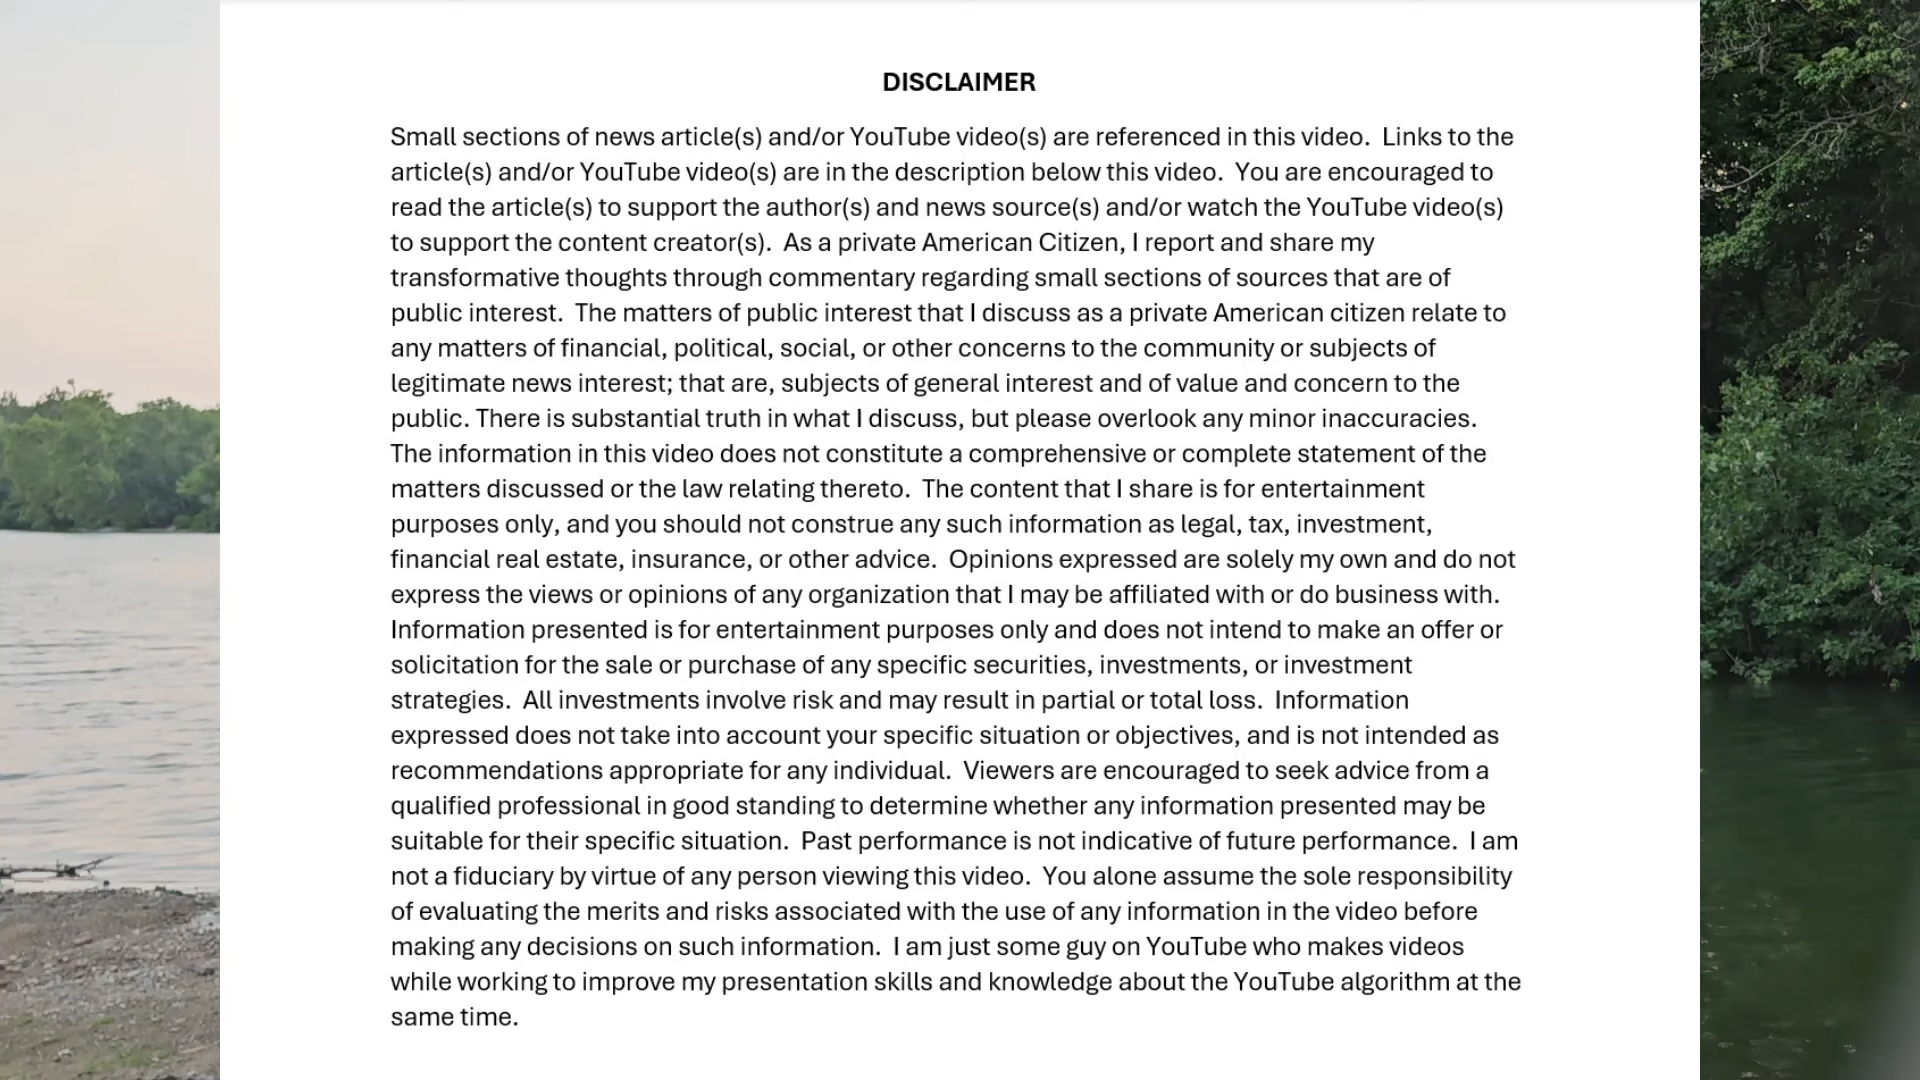 DISCLAIMER
Small sections of news article(s) and/or YouTube video(s) are referenced in this video.  Links to the
article(s) and/or YouTube video(s) are in the description below this video.  You are encouraged to
read the article(s) to support the author(s) and news source(s) and/or watch the YouTube video(s)
to support the content creator(s).  As a private American Citizen, I report and share my
transformative thoughts through commentary regarding small sections of sources that are of
public interest.  The matters of public interest that I discuss as a private American citizen relate to
any matters of financial, political, social, or other concerns to the community or subjects of
legitimate news interest; that are, subjects of general interest and of value and concern to the
public. There is substantial truth in what I discuss, but please overlook any minor inaccuracies.
The information in this video does not constitute a comprehensive or complete statement of the
matters discussed or the law relating thereto.  The content that I share is for entertainment
purposes only, and you should not construe any such information as legal, tax, investment,
financial real estate, insurance, or other advice.  Opinions expressed are solely my own and do not
express the views or opinions of any organization that I may be affiliated with or do business with.
Information presented is for entertainment purposes only and does not intend to make an offer or
solicitation for the sale or purchase of any specific securities, investments, or investment
strategies.  All investments involve risk and may result in partial or total loss.  Information
expressed does not take into account your specific situation or objectives, and is not intended as
recommendations appropriate for any individual.  Viewers are encouraged to seek advice from a
qualified professional in good standing to determine whether any information presented may be
suitable for their specific situation.  Past performance is not indicative of future performance.  I am
not a fiduciary by virtue of any person viewing this video.  You alone assume the sole responsibility
of evaluating the merits and risks associated with the use of any information in the video before
making any decisions on such information.  I am just some guy on YouTube who makes videos
while working to improve my presentation skills and knowledge about the YouTube algorithm at the
same time.